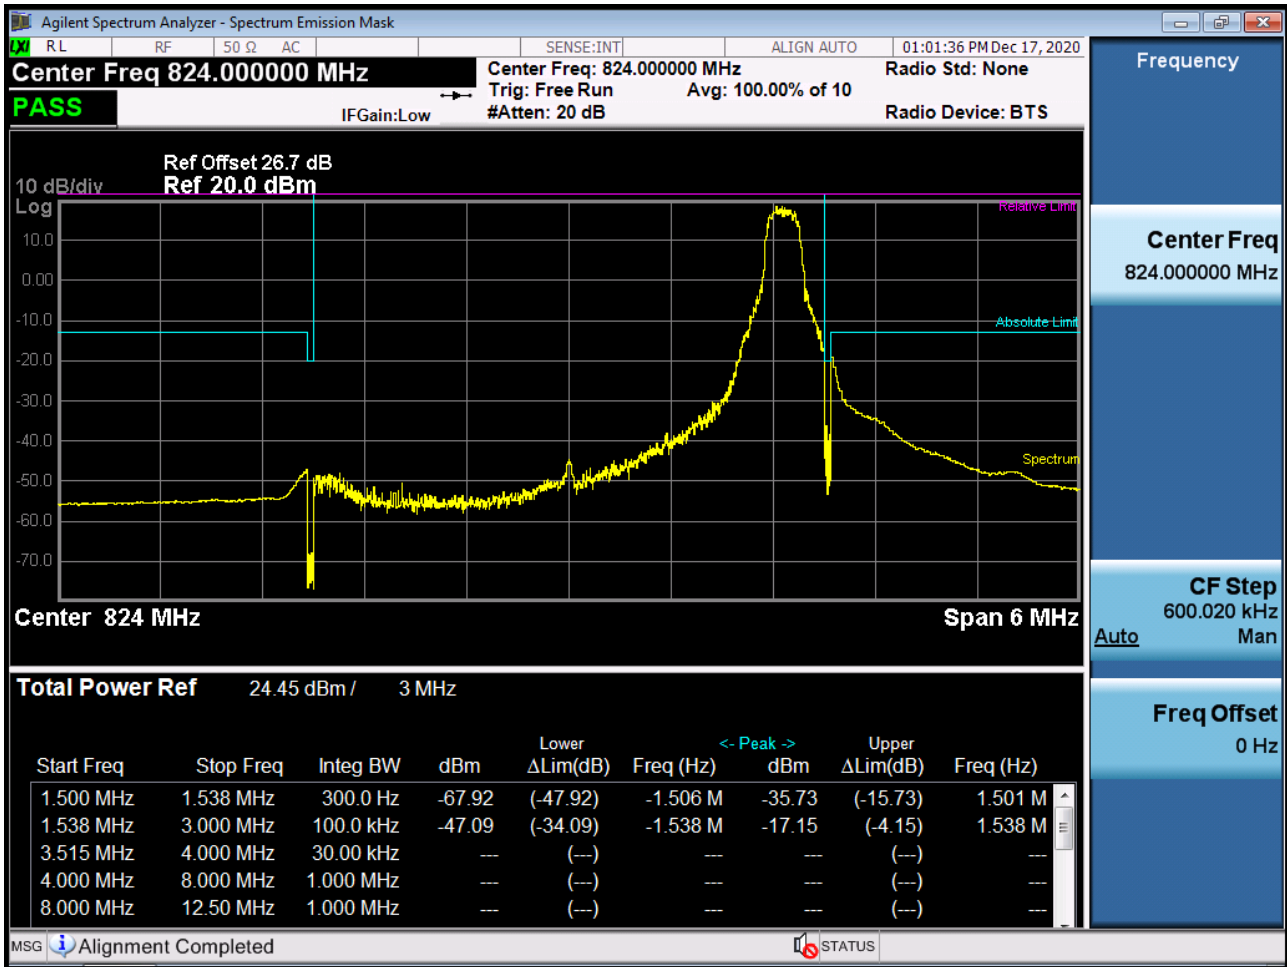 Agilent Spectrum Analyzer - Spectrum Emission Mask
LXI RL RF 50 Ω AC SENSE:INT ALIGN AUTO 01:01:36 PM Dec 17, 2020
Center Freq 824.000000 MHz Center Freq: 824.000000 MHz Radio Std: None
Trig: Free Run Avg: 100.00% of 10
PASS IFGain:Low #Atten: 20 dB Radio Device: BTS
Ref Offset 26.7 dB
10 dB/div Ref 20.0 dBm
Log
Relative Limit
10.0
0.00
-10.0
Absolute Limit
-20.0
-30.0
-40.0
Spectrum
-50.0
-60.0
-70.0
Center 824 MHz Span 6 MHz
Total Power Ref 24.45 dBm / 3 MHz
Lower <- Peak -> Upper
Start Freq Stop Freq Integ BW dBm ΔLim(dB) Freq (Hz) dBm ΔLim(dB) Freq (Hz)
1.500 MHz 1.538 MHz 300.0 Hz -67.92 (-47.92) -1.506 M -35.73 (-15.73) 1.501 M
1.538 MHz 3.000 MHz 100.0 kHz -47.09 (-34.09) -1.538 M -17.15 (-4.15) 1.538 M
3.515 MHz 4.000 MHz 30.00 kHz --- (---) --- --- (---) ---
4.000 MHz 8.000 MHz 1.000 MHz --- (---) --- --- (---) ---
8.000 MHz 12.50 MHz 1.000 MHz --- (---) --- --- (---) ---
MSG Alignment Completed STATUS
Frequency
Center Freq
824.000000 MHz
CF Step
600.020 kHz
Auto Man
Freq Offset
0 Hz